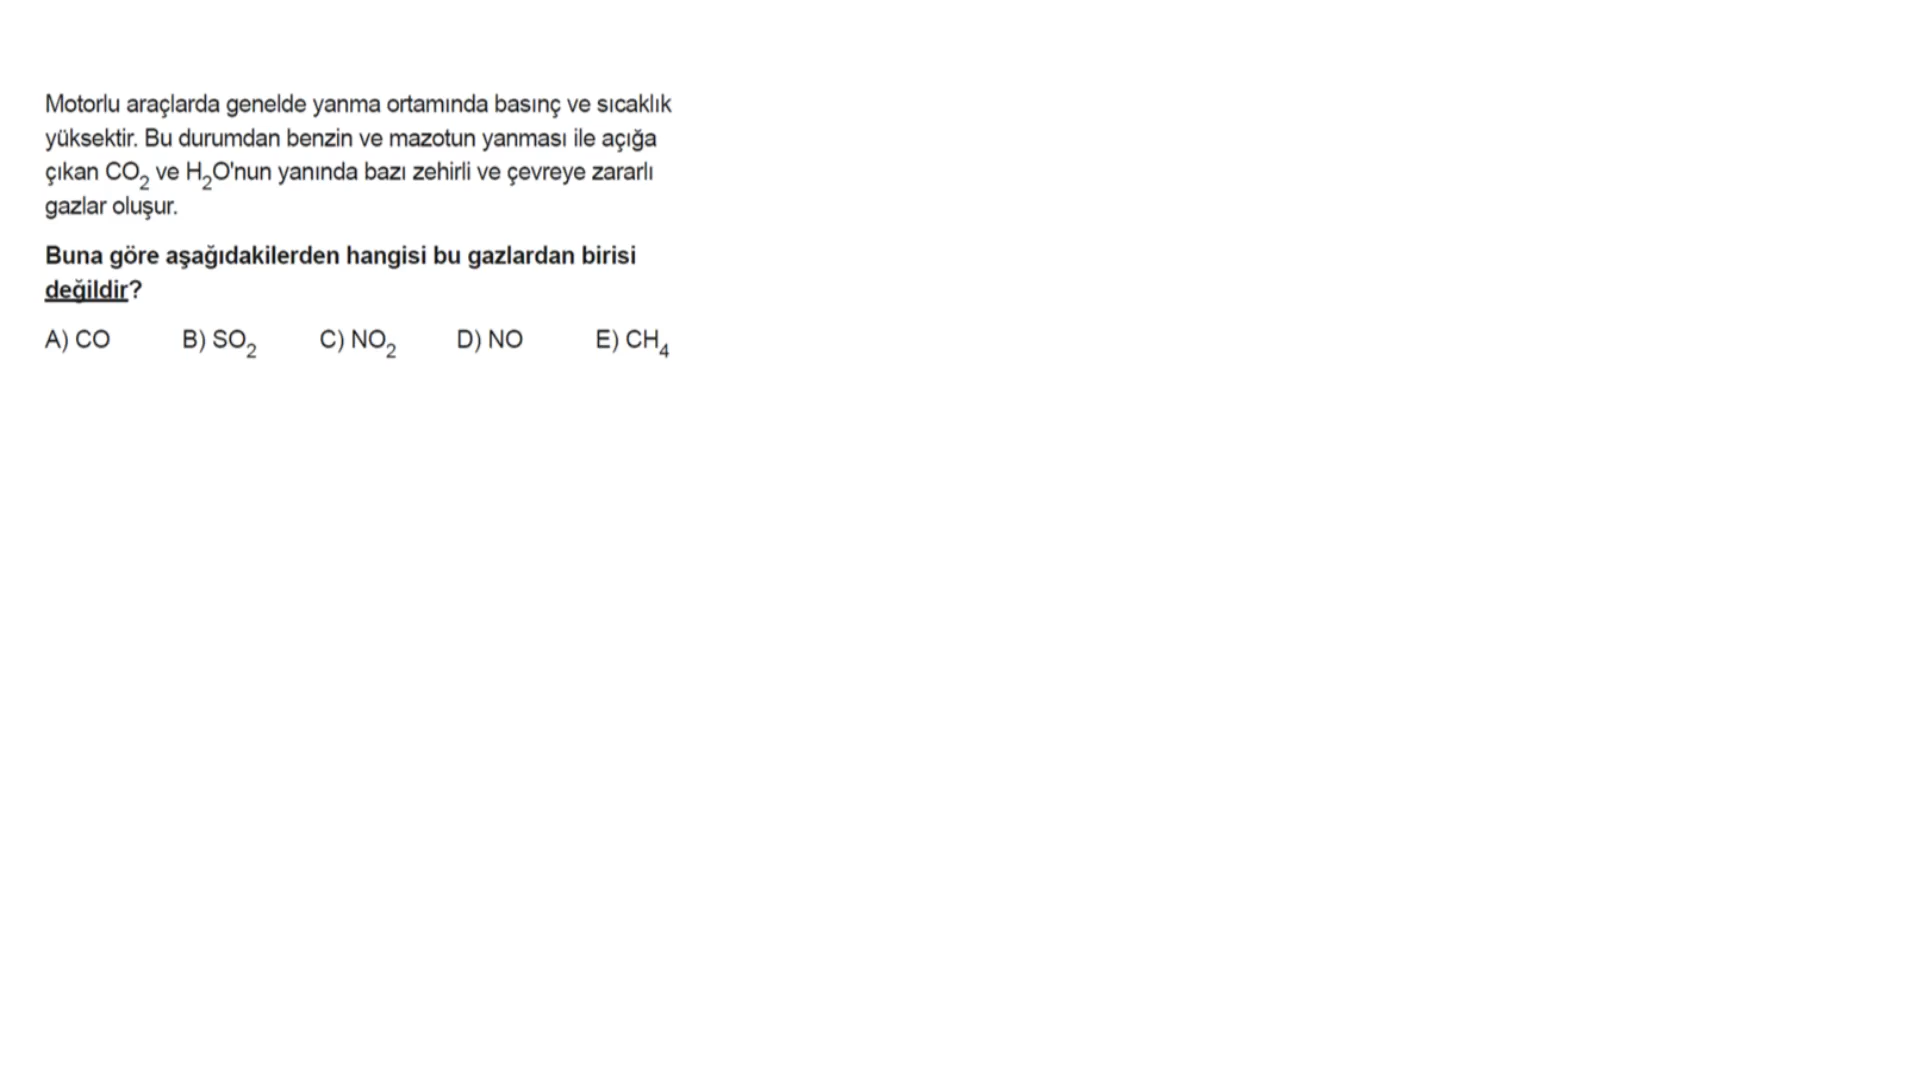 Motorlu araçlarda genelde yanma ortamında basınç ve sıcaklık
yüksektir. Bu durumdan benzin ve mazotun yanması ile açığa
çıkan CO₂ ve H₂O'nun yanında bazı zehirli ve çevreye zararlı
gazlar oluşur.
Buna göre aşağıdakilerden hangisi bu gazlardan birisi
değildir?
A) CO B) SO₂ C) NO₂ D) NO E) CH₄